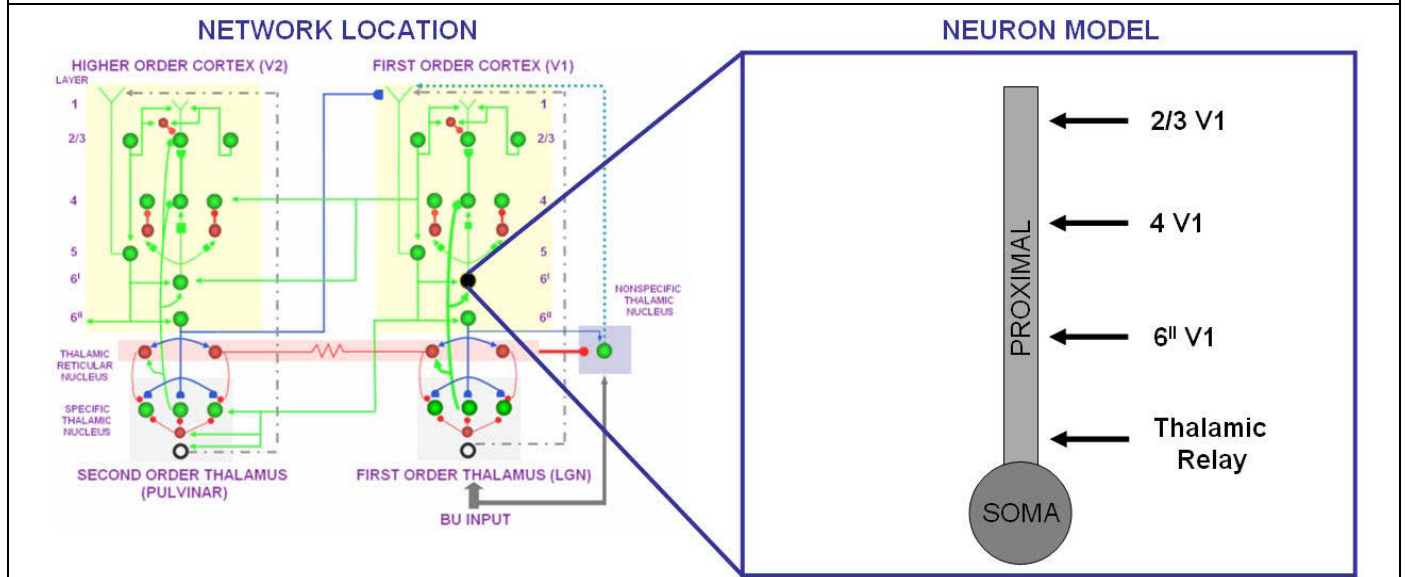 NETWORK LOCATION
NEURON MODEL
HIGHER ORDER CORTEX (V2)
FIRST ORDER CORTEX (V1)
LAYER
1
1
2/3
2/3
4
4
5
5
6ᴵ
6ᴵ
6ᴵᴵ
6ᴵᴵ
NONSPECIFIC
THALAMIC
NUCLEUS
THALAMIC
RETICULAR
NUCLEUS
SPECIFIC
THALAMIC
NUCLEUS
SECOND ORDER THALAMUS
(PULVINAR)
FIRST ORDER THALAMUS (LGN)
BU INPUT
2/3 V1
4 V1
6ᴵᴵ V1
Thalamic
Relay
PROXIMAL
SOMA